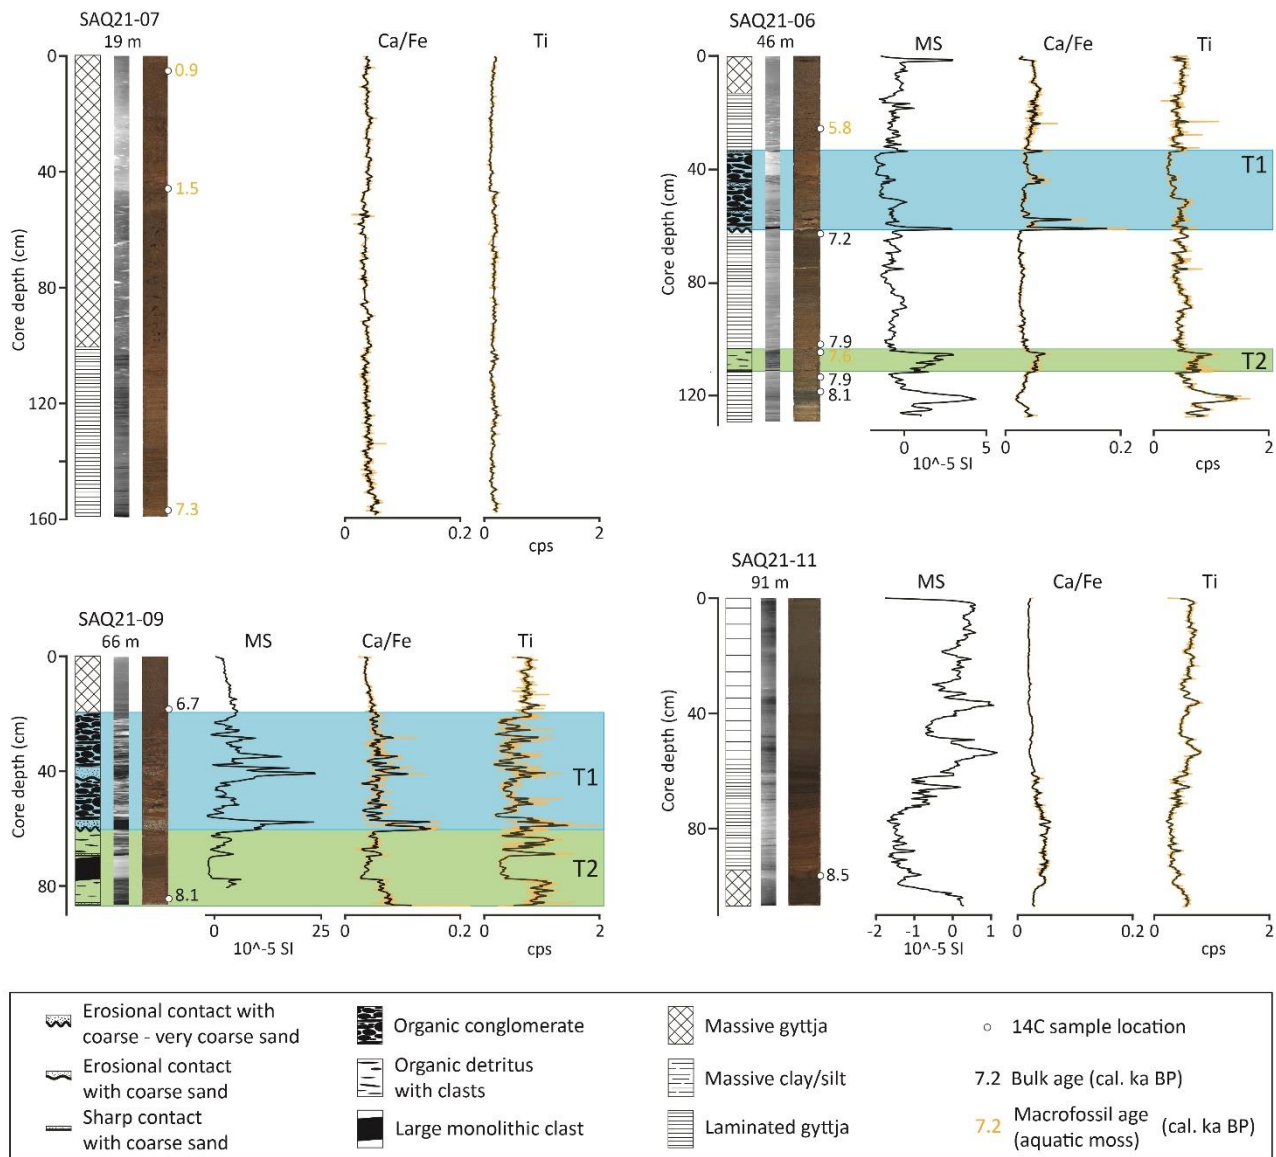 SAQ21-07
19 m
Ca/Fe
Ti
0
40
80
120
160
Core depth (cm)
0.9
1.5
7.3
0
0.2
0
2
cps
SAQ21-06
46 m
MS
Ca/Fe
Ti
0
40
80
120
Core depth (cm)
5.8
7.2
7.9
7.6
7.9
8.1
T1
T2
0
5
10^-5 SI
0
0.2
0
2
cps
SAQ21-09
66 m
MS
Ca/Fe
Ti
0
40
80
Core depth (cm)
6.7
8.1
T1
T2
0
25
10^-5 SI
0
0.2
0
2
cps
SAQ21-11
91 m
MS
Ca/Fe
Ti
0
40
80
Core depth (cm)
8.5
-2
-1
0
1
10^-5 SI
0
0.2
0
2
cps
Erosional contact with
coarse - very coarse sand
Erosional contact
with coarse sand
Sharp contact
with coarse sand
Organic conglomerate
Organic detritus
with clasts
Large monolithic clast
Massive gyttja
Massive clay/silt
Laminated gyttja
14C sample location
7.2 Bulk age (cal. ka BP)
7.2 Macrofossil age (cal. ka BP)
(aquatic moss)